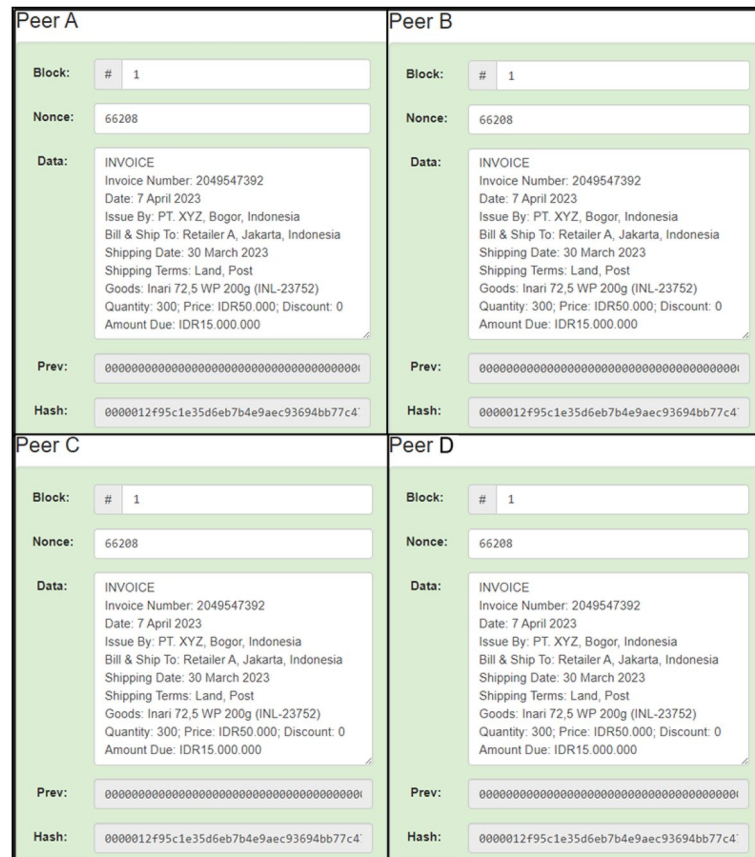 Peer A
Block: # 1
Nonce: 66208
Data: INVOICE
Invoice Number: 2049547392
Date: 7 April 2023
Issue By: PT. XYZ, Bogor, Indonesia
Bill & Ship To: Retailer A, Jakarta, Indonesia
Shipping Date: 30 March 2023
Shipping Terms: Land, Post
Goods: Inari 72,5 WP 200g (INL-23752)
Quantity: 300; Price: IDR50.000; Discount: 0
Amount Due: IDR15.000.000
Prev: 0000000000000000000000000000000000000000
Hash: 0000012f95c1e35d6eb7b4e9aec93694bb77c4
Peer B
Block: # 1
Nonce: 66208
Data: INVOICE
Invoice Number: 2049547392
Date: 7 April 2023
Issue By: PT. XYZ, Bogor, Indonesia
Bill & Ship To: Retailer A, Jakarta, Indonesia
Shipping Date: 30 March 2023
Shipping Terms: Land, Post
Goods: Inari 72,5 WP 200g (INL-23752)
Quantity: 300; Price: IDR50.000; Discount: 0
Amount Due: IDR15.000.000
Prev: 0000000000000000000000000000000000000000
Hash: 0000012f95c1e35d6eb7b4e9aec93694bb77c4
Peer C
Block: # 1
Nonce: 66208
Data: INVOICE
Invoice Number: 2049547392
Date: 7 April 2023
Issue By: PT. XYZ, Bogor, Indonesia
Bill & Ship To: Retailer A, Jakarta, Indonesia
Shipping Date: 30 March 2023
Shipping Terms: Land, Post
Goods: Inari 72,5 WP 200g (INL-23752)
Quantity: 300; Price: IDR50.000; Discount: 0
Amount Due: IDR15.000.000
Prev: 0000000000000000000000000000000000000000
Hash: 0000012f95c1e35d6eb7b4e9aec93694bb77c4
Peer D
Block: # 1
Nonce: 66208
Data: INVOICE
Invoice Number: 2049547392
Date: 7 April 2023
Issue By: PT. XYZ, Bogor, Indonesia
Bill & Ship To: Retailer A, Jakarta, Indonesia
Shipping Date: 30 March 2023
Shipping Terms: Land, Post
Goods: Inari 72,5 WP 200g (INL-23752)
Quantity: 300; Price: IDR50.000; Discount: 0
Amount Due: IDR15.000.000
Prev: 0000000000000000000000000000000000000000
Hash: 0000012f95c1e35d6eb7b4e9aec93694bb77c4